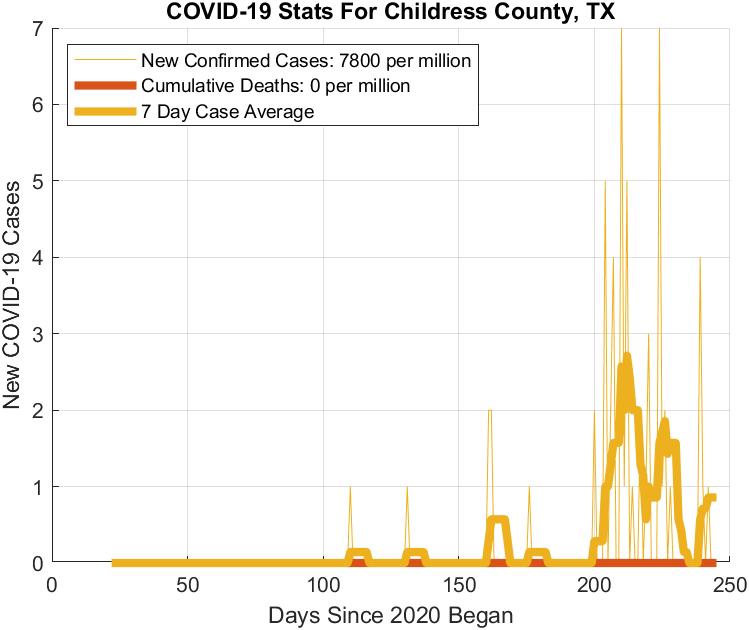 COVID-19 Stats For Childress County, TX
New Confirmed Cases: 7800 per million
Cumulative Deaths: 0 per million
7 Day Case Average
New COVID-19 Cases
7
6
5
4
3
2
1
0
0 50 100 150 200 250
Days Since 2020 Began